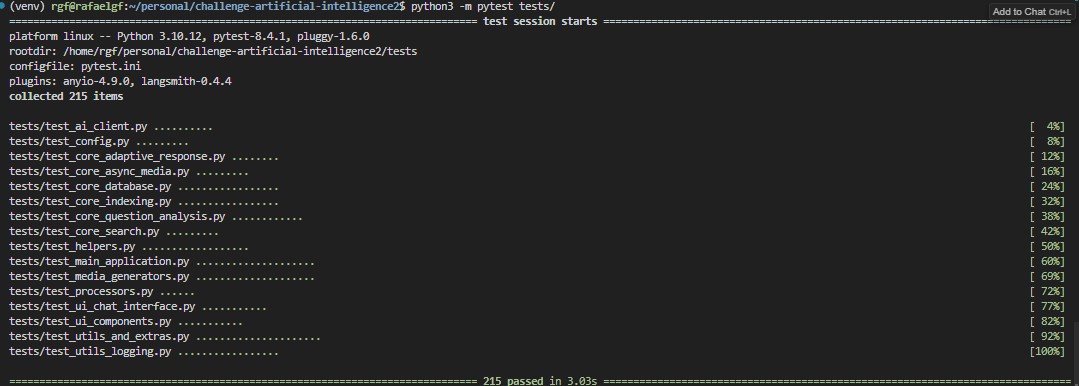 (venv) rgf@rafaelgf:~/personal/challenge-artificial-intelligence2$ python3 -m pytest tests/
Add to Chat Ctrl+L
test session starts
platform linux -- Python 3.10.12, pytest-8.4.1, pluggy-1.6.0
rootdir: /home/rgf/personal/challenge-artificial-intelligence2/tests
configfile: pytest.ini
plugins: anyio-4.9.0, langsmith-0.4.4
collected 215 items
tests/test_ai_client.py .......... [  4%]
tests/test_config.py ......... [  8%]
tests/test_core_adaptive_response.py ........ [ 12%]
tests/test_core_async_media.py ......... [ 16%]
tests/test_core_database.py ................ [ 24%]
tests/test_core_indexing.py ................ [ 32%]
tests/test_core_question_analysis.py ............ [ 38%]
tests/test_core_search.py ......... [ 42%]
tests/test_helpers.py ................. [ 50%]
tests/test_main_application.py .................... [ 60%]
tests/test_media_generators.py ................... [ 69%]
tests/test_processors.py ...... [ 72%]
tests/test_ui_chat_interface.py ........... [ 77%]
tests/test_ui_components.py ........... [ 82%]
tests/test_utils_and_extras.py ..................... [ 92%]
tests/test_utils_logging.py ................ [100%]
215 passed in 3.03s